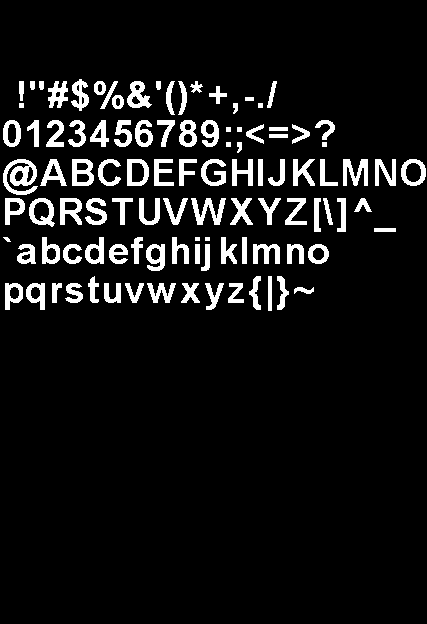 !"#$%&'()*+,-./
0123456789:;<=>?
@ABCDEFGHIJKLMNO
PQRSTUVWXYZ[\]^_
`abcdefghijklmno
pqrstuvwxyz{|}~